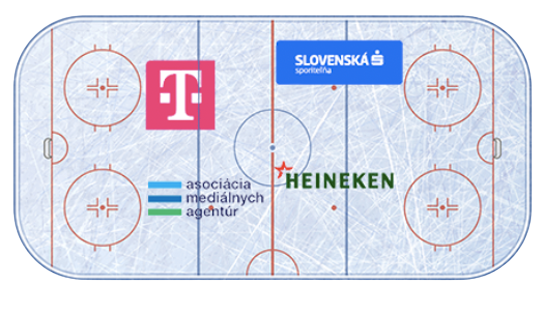 T
SLOVENSKÁ S
sporiteľňa
asociácia
mediálnych
agentúr
HEINEKEN